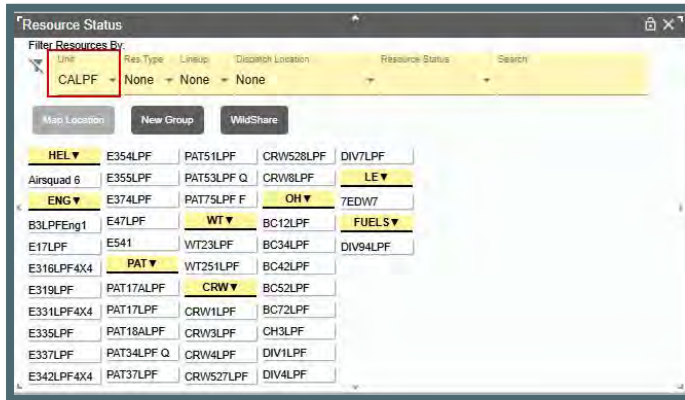 Resource Status
Filter Resources By:
Unit Res.Type Lineup Dispatch Location Resource Status Search
CALPF None None None
Map Location New Group WildShare
HEL▼ E354LPF PAT51LPF CRW528LPF DIV7LPF
Airsquad 6 E355LPF PAT53LPF Q CRW8LPF LE▼
ENG▼ E374LPF PAT75LPF F OH▼ 7EDW7
B3LPFEng1 E47LPF WT▼ BC12LPF FUELS▼
E17LPF E541 WT23LPF BC34LPF DIV94LPF
E316LPF4X4 PAT▼ WT251LPF BC42LPF
E319LPF PAT17ALPF CRW▼ BC52LPF
E331LPF4X4 PAT17LPF CRW1LPF BC72LPF
E335LPF PAT18ALPF CRW3LPF CH3LPF
E337LPF PAT34LPF Q CRW4LPF DIV1LPF
E342LPF4X4 PAT37LPF CRW527LPF DIV4LPF